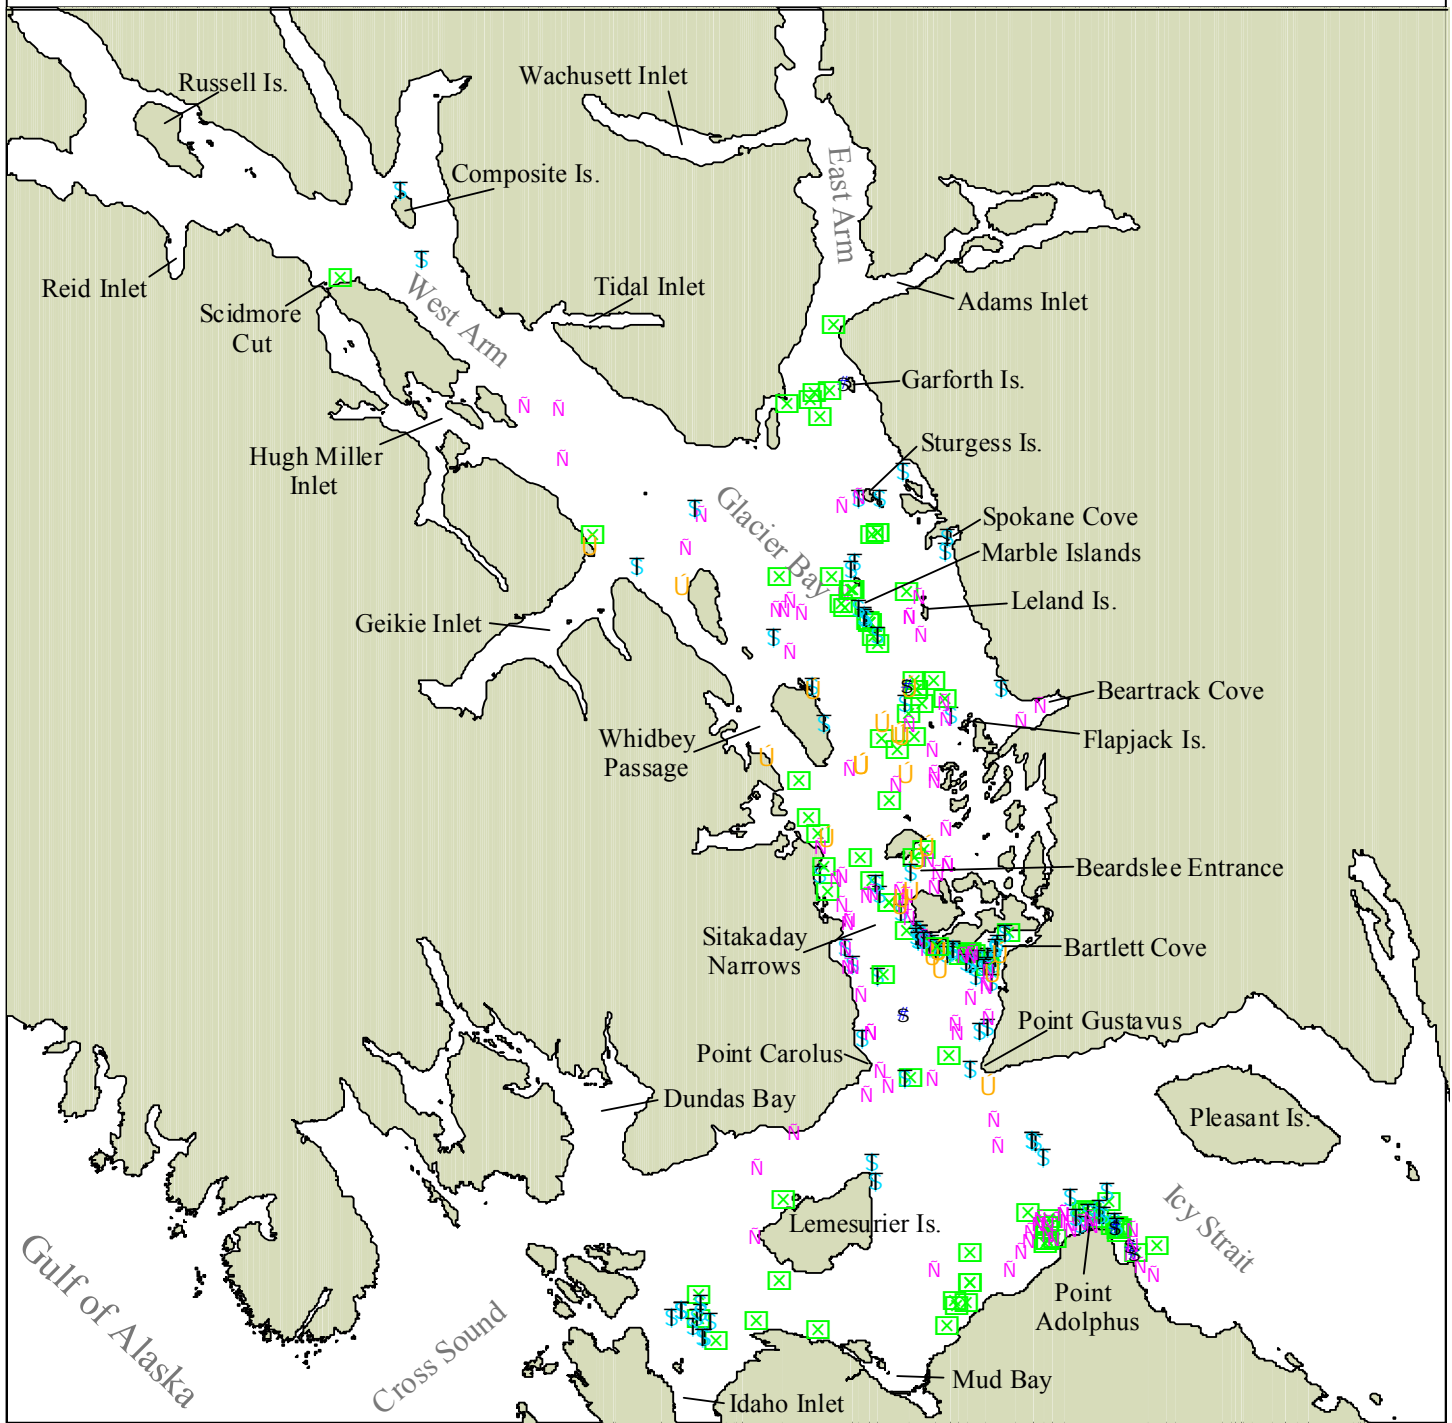 Russell Is.
Wachusett Inlet
Composite Is.
East Arm
Reid Inlet
Scidmore
Cut
West Arm
Tidal Inlet
Adams Inlet
Garforth Is.
Hugh Miller
Inlet
Sturgess Is.
Glacier Bay
Spokane Cove
Marble Islands
Leland Is.
Geikie Inlet
Whidbey
Passage
Beartrack Cove
Flapjack Is.
Beardslee Entrance
Sitakaday
Narrows
Bartlett Cove
Point Gustavus
Point Carolus
Dundas Bay
Pleasant Is.
Lemesurier Is.
Icy Strait
Gulf of Alaska
Cross Sound
Point
Adolphus
Mud Bay
Idaho Inlet